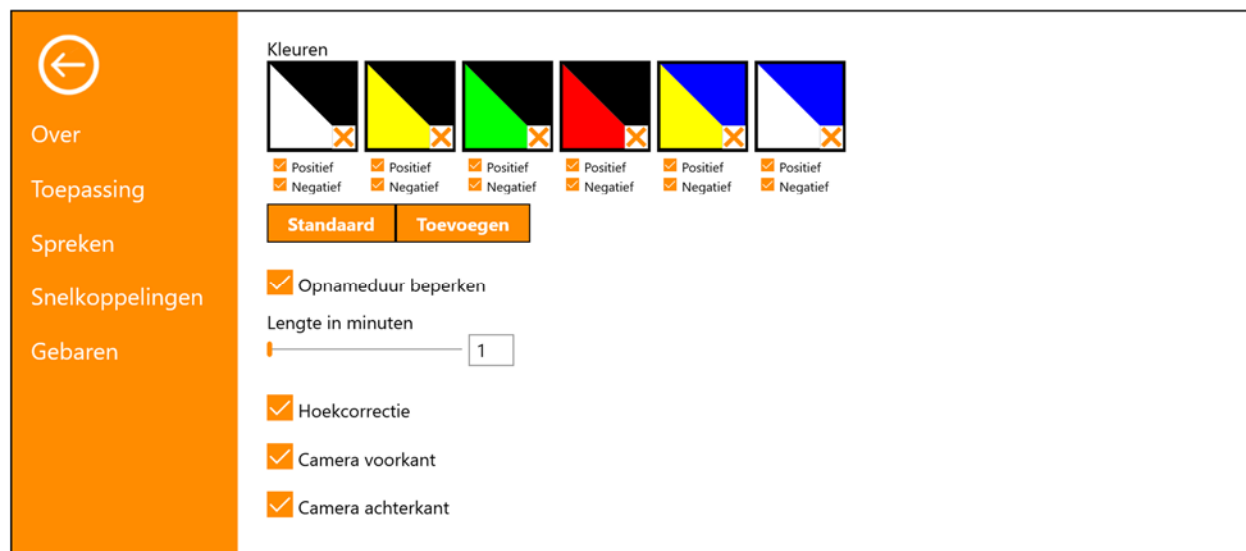 Over
Toepassing
Spreken
Snelkoppelingen
Gebaren
Kleuren
Positief Positief Positief Positief Positief Positief
Negatief Negatief Negatief Negatief Negatief Negatief
Standaard Toevoegen
Opnameduur beperken
Lengte in minuten
1
Hoekcorrectie
Camera voorkant
Camera achterkant